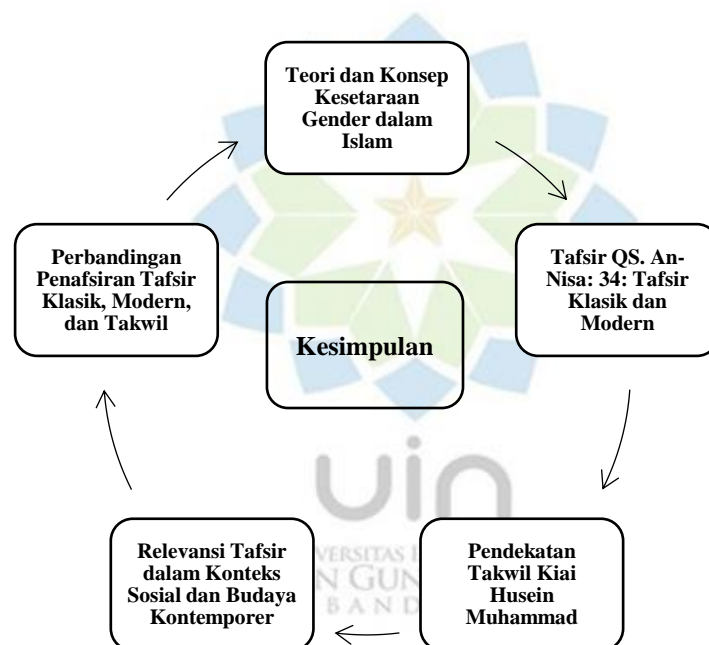 Teori dan Konsep
Kesetaraan
Gender dalam
Islam
Tafsir QS. An-
Nisa: 34: Tafsir
Klasik dan
Modern
Pendekatan
Takwil Kiai
Husein
Muhammad
Relevansi Tafsir
dalam Konteks
Sosial dan Budaya
Kontemporer
Perbandingan
Penafsiran Tafsir
Klasik, Modern,
dan Takwil
Kesimpulan
uin